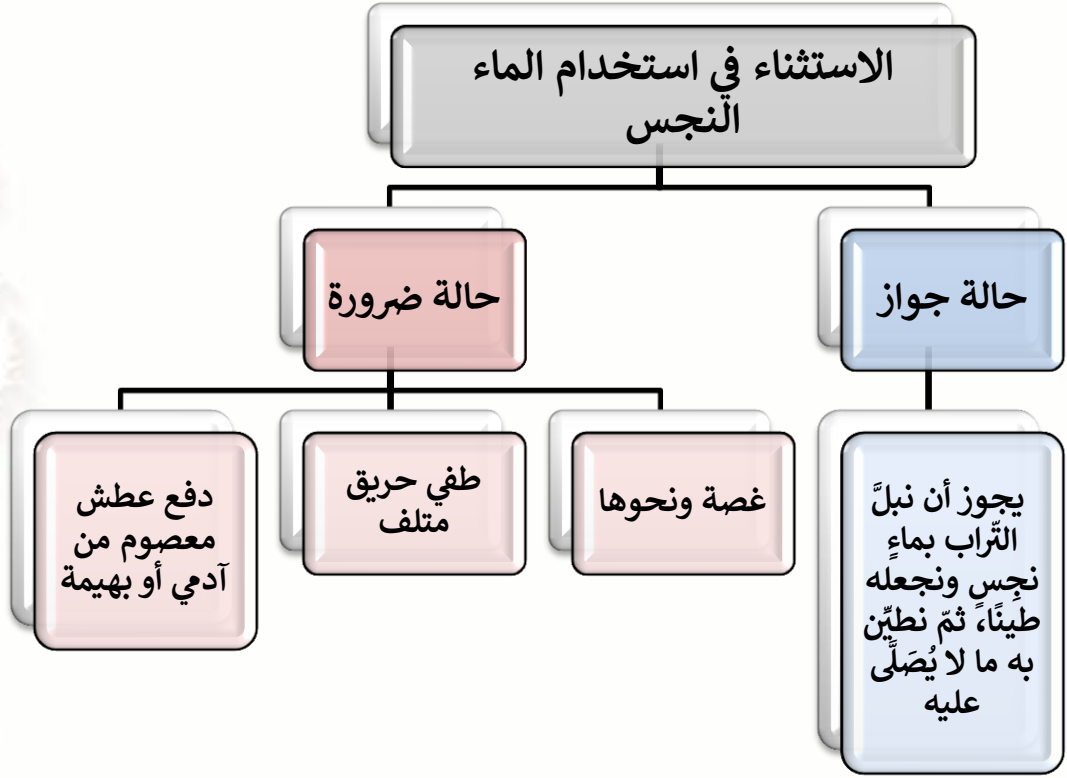 الاستثناء في استخدام الماء
النجس
حالة جواز
حالة ضرورة
يجوز أن نبلَّ
التّراب بماءٍ
نجِسٍ ونجعله
طينًا، ثمّ نطيِّن
به ما لا يُصَلَّى
عليه
غصة ونحوها
طفي حريق
متلف
دفع عطش
معصوم من
آدمي أو بهيمة